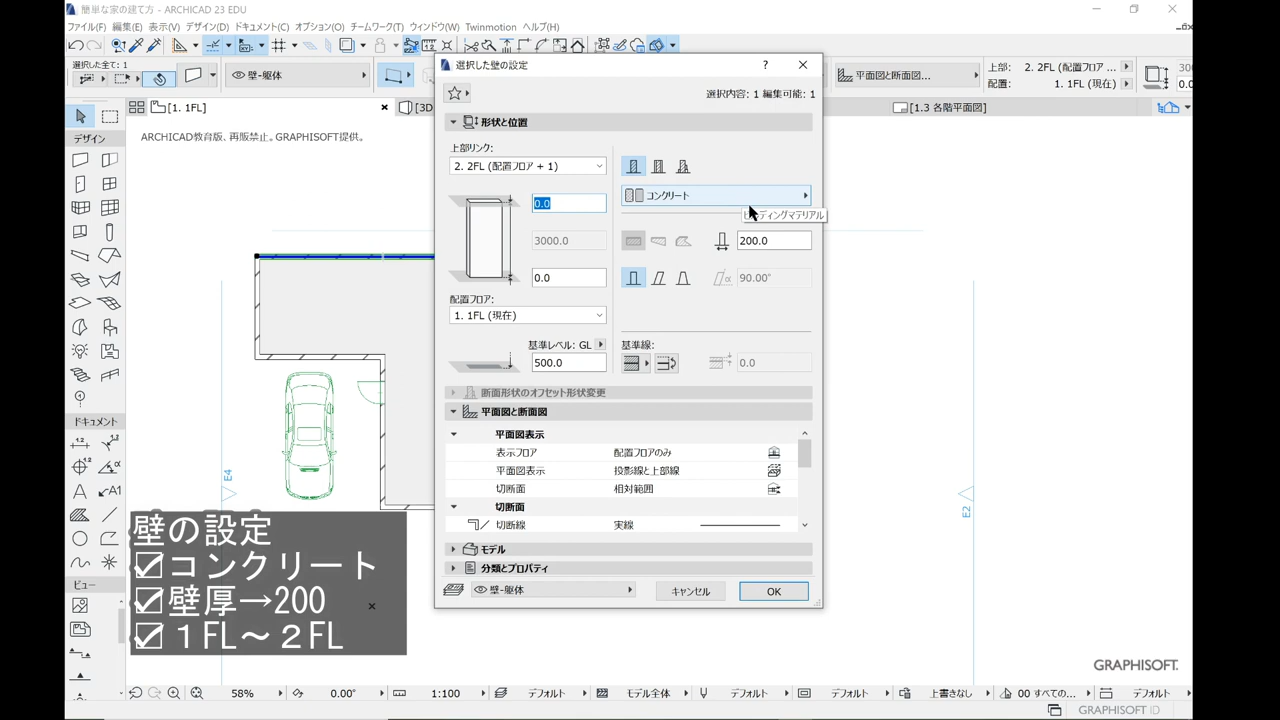 簡単な家の建て方 - ARCHICAD 23 EDU
ファイル(F) 編集(E) 表示(V) デザイン(D) ドキュメント(C) オプション(O) チームワーク(T) ウィンドウ(W) Twinmotion ヘルプ(H)
選択した全て: 1
壁-躯体
平面図と断面図...
上部: 2. 2FL (配置フロア ...
配置: 1. 1FL (現在)
[1. 1FL]
[1.3 各階平面図]
デザイン
ARCHICAD教育版、再販禁止。GRAPHISOFT提供。
選択した壁の設定
?
選択内容: 1 編集可能: 1
形状と位置
上部リンク:
2. 2FL (配置フロア + 1)
コンクリート
0.0
3000.0
200.0
0.0
90.00°
配置フロア:
1. 1FL (現在)
基準レベル: GL
基準線:
500.0
0.0
断面形状のオフセット形状変更
平面図と断面図
平面図表示
表示フロア 配置フロアのみ
平面図表示 投影線と上部線
切断面 相対範囲
切断面
切断線 実線
モデル
分類とプロパティ
壁-躯体
キャンセル
OK
ドキュメント
E4
E2
ビュー
壁の設定
☑コンクリート
☑壁厚→200
☑１FL～２FL
GRAPHISOFT.
58%
0.00°
1:100
デフォルト
モデル全体
デフォルト
デフォルト
上書きなし
00 すべての...
デフォルト
GRAPHISOFT ID